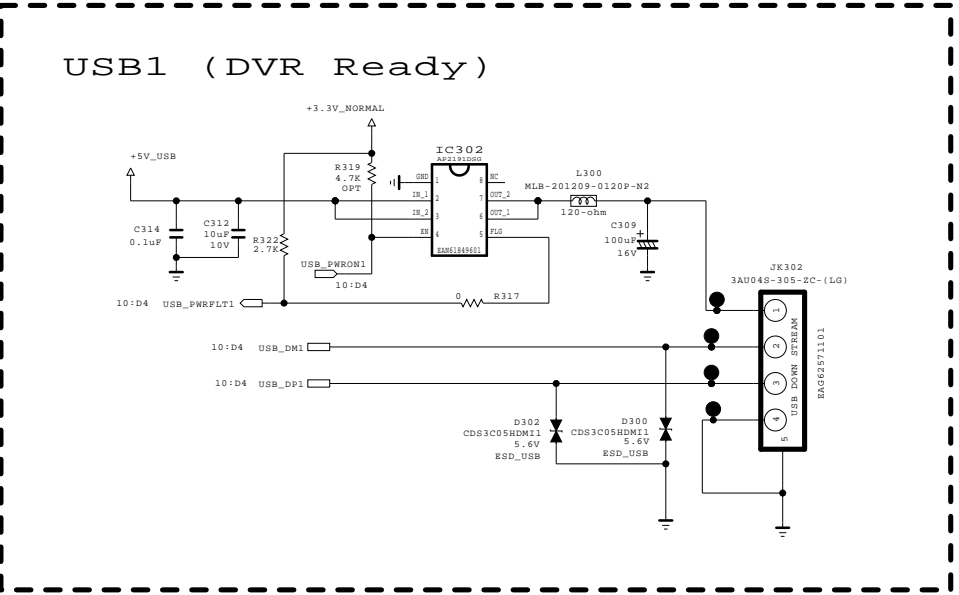 USB1 (DVR Ready)
+3.3V_NORMAL
+5V_USB
R319
4.7K
OPT
IC302
AP2191DSG
GND
1
8
NC
IN_1
2
7
OUT_2
IN_2
3
6
OUT_1
EN
4
5
FLG
EAN61849601
L300
MLB-201209-0120P-N2
120-ohm
C314
0.1uF
C312
10uF
10V
R322
2.7K
C309
+
100uF
16V
USB_PWRON1
10:D4
10:D4 USB_PWRFLT1
0 R317
JK302
3AU04S-305-ZC-(LG)
1
2
3
4
5
USB DOWN STREAM
EAG62571101
10:D4 USB_DM1
10:D4 USB_DP1
D302
CDS3C05HDMI1
5.6V
ESD_USB
D300
CDS3C05HDMI1
5.6V
ESD_USB